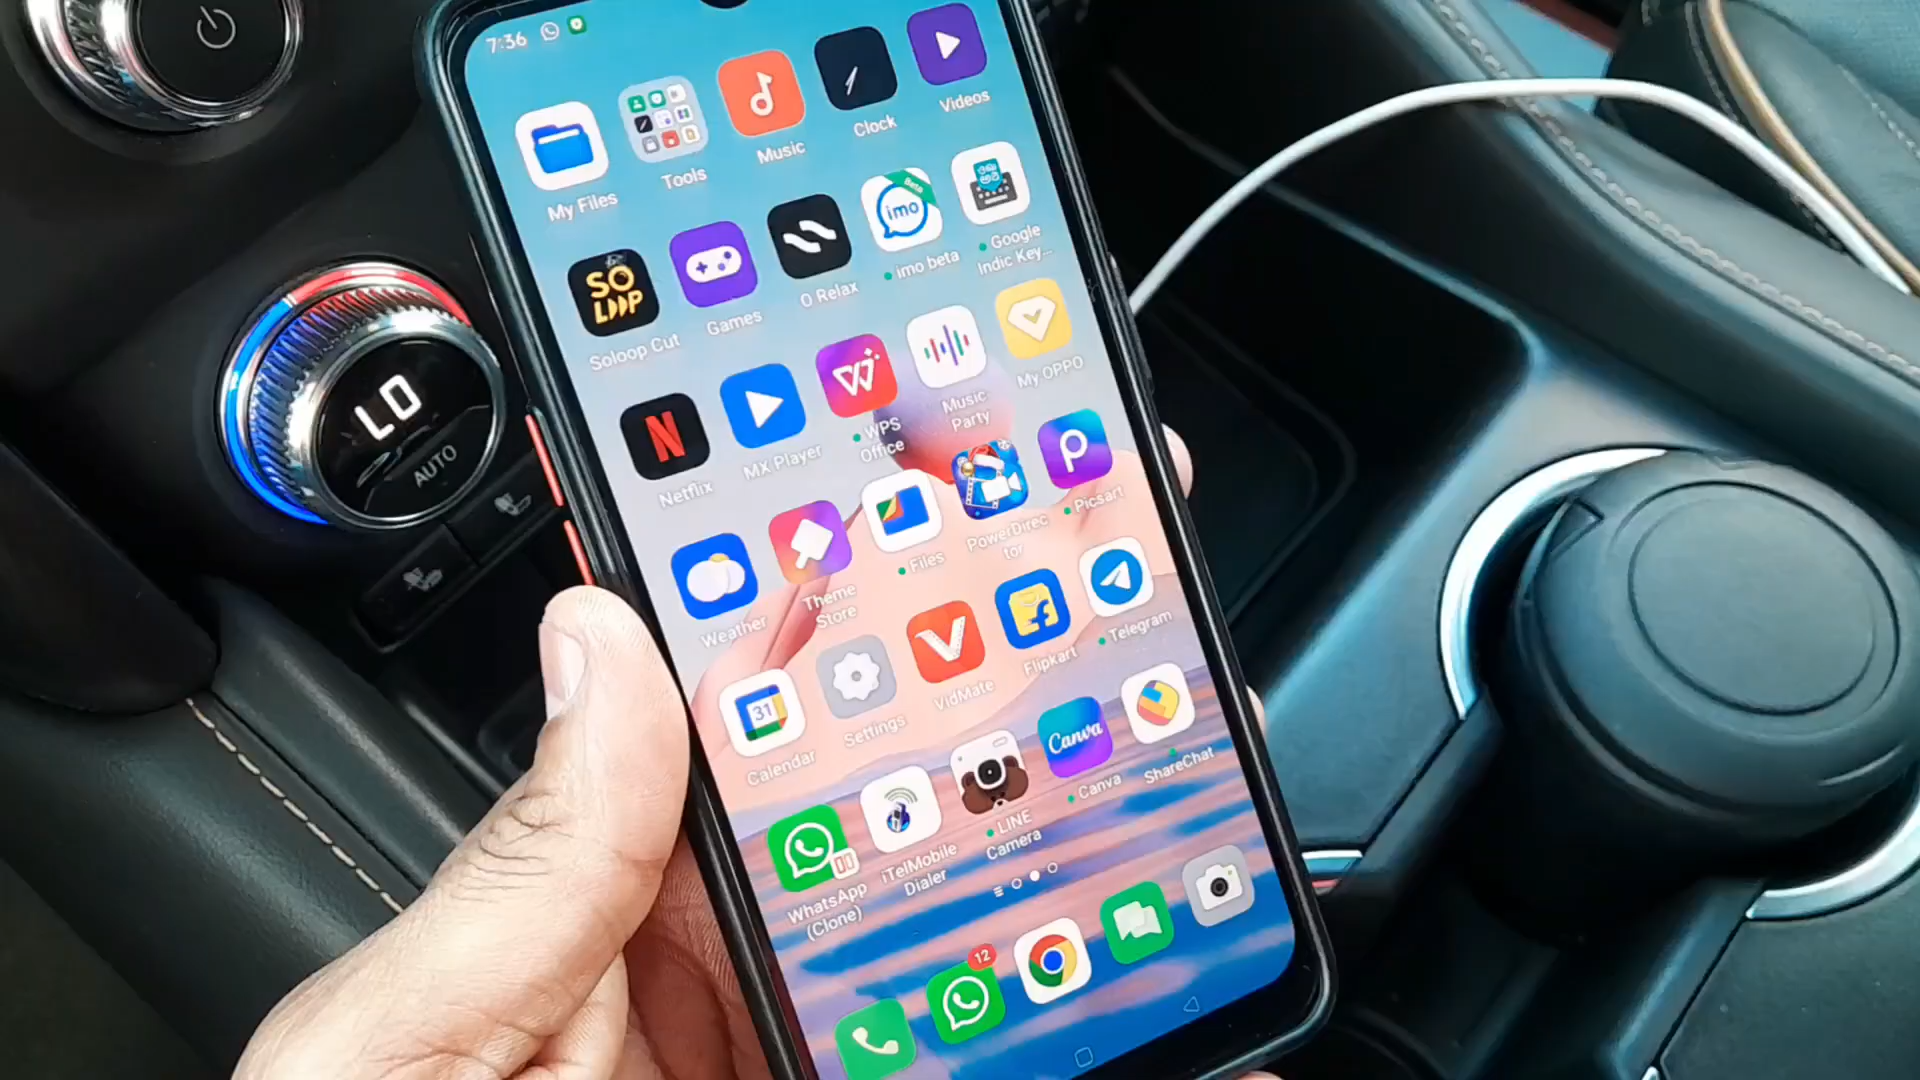 7:36
My Files
Tools
Music
Clock
Videos
SO
LOOP
Soloop Cut
Games
O Relax
Beta
imo
imo beta
Google
Indic Key...
LO
AUTO
N
Netflix
MX Player
W
WPS
Office
Music
Party
My OPPO
Weather
Theme
Store
Files
PowerDirec
tor
P
Picsart
31
Calendar
Settings
VidMate
f
Flipkart
Telegram
WhatsApp
(Clone)
iTelMobile
Dialer
LINE
Camera
Canva
Canva
ShareChat
12